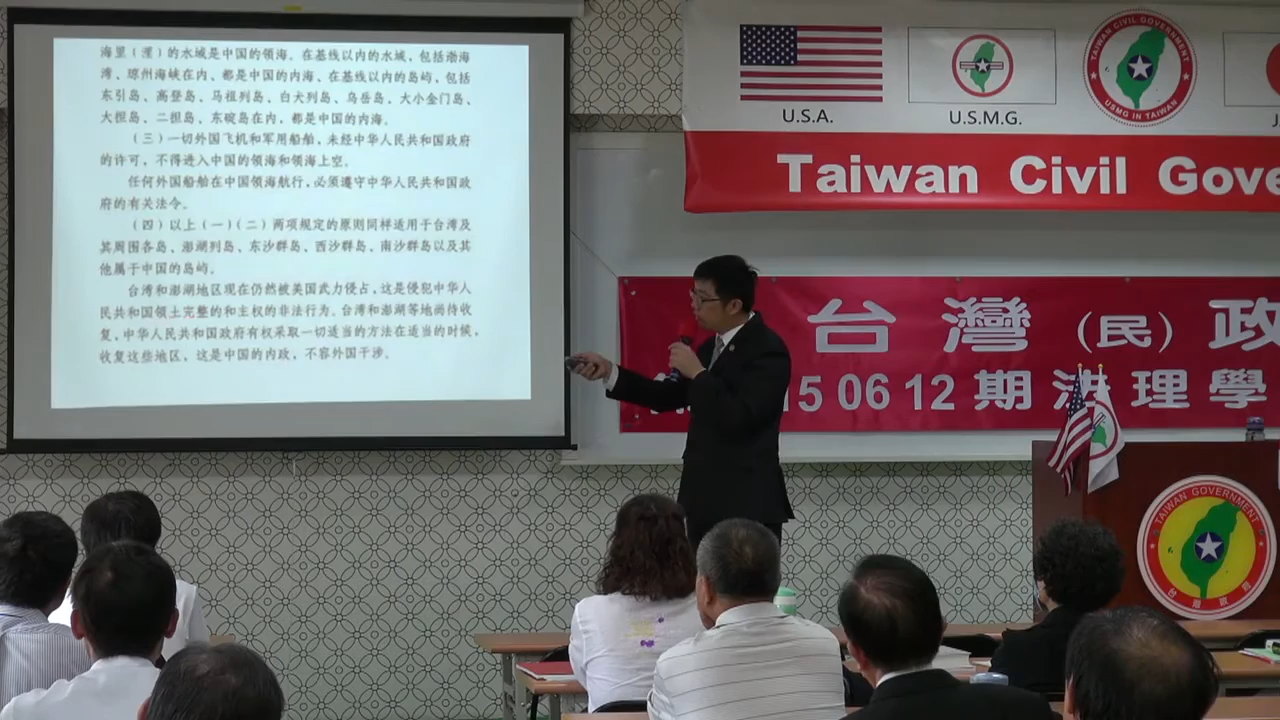 海里（浬）的水域是中国的领海。在基线以内的水域，包括渤海
湾、琼州海峡在内、都是中国的内海、在基线以内的岛屿，包括
东引岛、高登岛、马祖列岛、白犬列岛、乌岳岛、大小金门岛、
大担岛、二担岛、东碇岛在内，都是中国的内海。
（三）一切外国飞机和军用船舶，未经中华人民共和国政府
的许可，不得进入中国的领海和领海上空。
任何外国船舶在中国领海航行，必须遵守中华人民共和国政
府的有关法令。
（四）以上（一）（二）两项规定的原则同样适用于台湾及
其周围各岛、澎湖列岛、东沙群岛、西沙群岛、南沙群岛以及其
他属于中国的岛屿。
台湾和澎湖地区现在仍然被美国武力侵占，这是侵犯中华人
民共和国领土完整的和主权的非法行为。台湾和澎湖等地尚待收
复，中华人民共和国政府有权采取一切适当的方法在适当的时候，
收复这些地区，这是中国的内政，不容外国干涉。
U.S.A.
U.S.M.G.
J
TAIWAN CIVIL GOVERNMENT
USMG IN TAIWAN
Taiwan Civil Gove
台灣（民）政
15 06 12 期法理學
TAIWAN GOVERNMENT
台灣政府